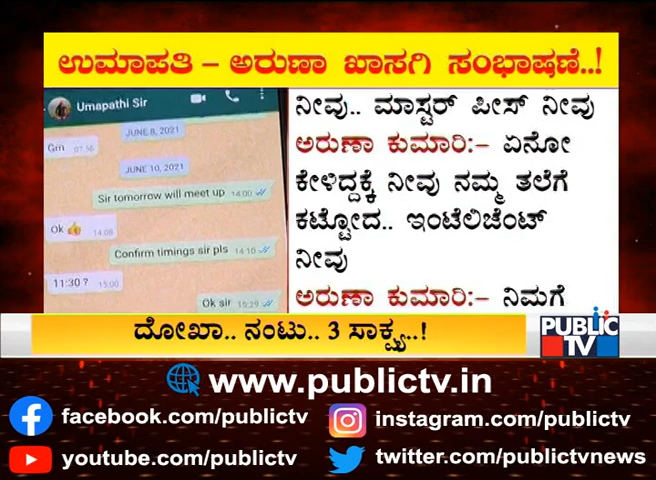 ಉಮಾಪತಿ – ಅರುಣಾ ಖಾಸಗಿ ಸಂಭಾಷಣೆ..!
Umapathi Sir
JUNE 8, 2021
Gm 07:56
JUNE 10, 2021
Sir tomorrow will meet up 14:00
Ok 👍 14:08
Confirm timings sir pls 14:10
11:30 ? 15:00
Ok sir 15:29
ನೀವು.. ಮಾಸ್ಟರ್ ಪೀಸ್ ನೀವು
ಅರುಣಾ ಕುಮಾರಿ:– ಏನೋ
ಕೇಳಿದ್ದಕ್ಕೆ ನೀವು ನಮ್ಮ ತಲೆಗೆ
ಕಟ್ಟೋದ.. ಇಂಟೆಲಿಜೆಂಟ್
ನೀವು
ಅರುಣಾ ಕುಮಾರಿ:– ನಿಮಗೆ
ದೋಖಾ.. ನಂಟು.. 3 ಸಾಕ್ಷ್ಯ..!
PUBLIC
TV
www.publictv.in
facebook.com/publictv
instagram.com/publictv
youtube.com/publictv
twitter.com/publictvnews